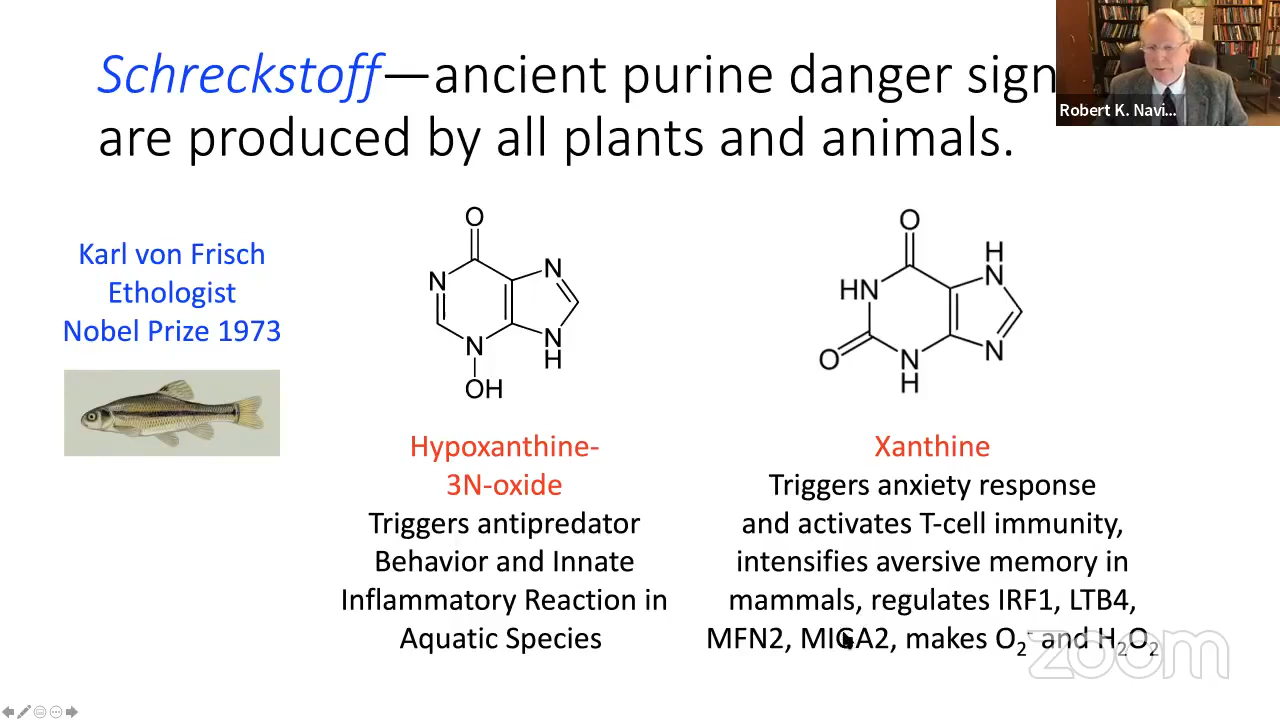 Schreckstoff—ancient purine danger sign
are produced by all plants and animals.
Robert K. Navi...
Karl von Frisch
Ethologist
Nobel Prize 1973
O
N
N
N
N
H
OH
Hypoxanthine-
3N-oxide
Triggers antipredator
Behavior and Innate
Inflammatory Reaction in
Aquatic Species
O
H
N
HN
O
N
H
N
Xanthine
Triggers anxiety response
and activates T-cell immunity,
intensifies aversive memory in
mammals, regulates IRF1, LTB4,
MFN2, MIGA2, makes O₂⁻ and H₂O₂
zoom